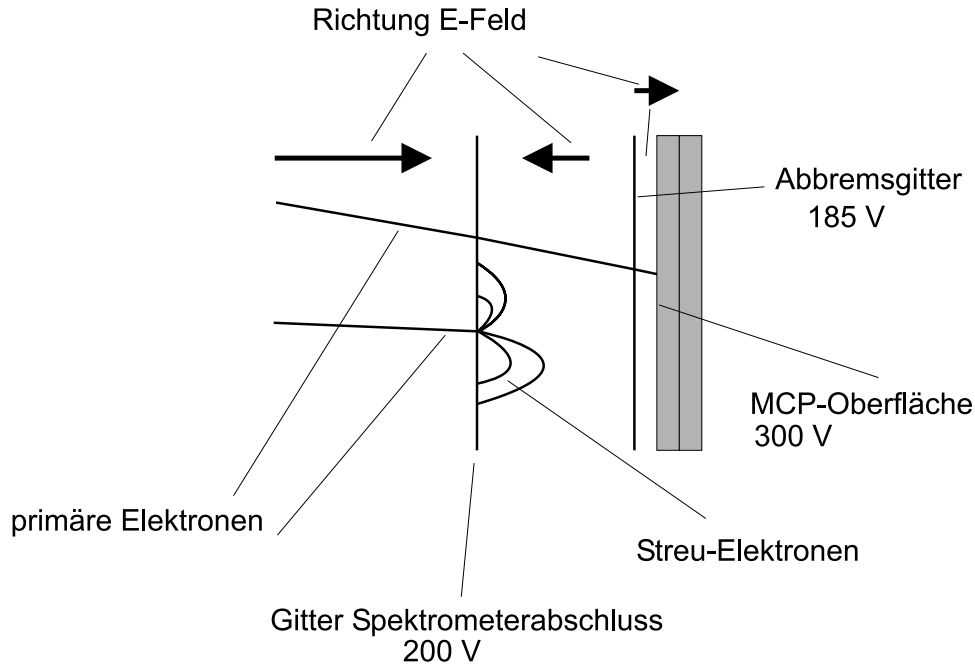 Richtung E-Feld
Abbremsgitter
185 V
MCP-Oberfläche
300 V
primäre Elektronen
Streu-Elektronen
Gitter Spektrometerabschluss
200 V